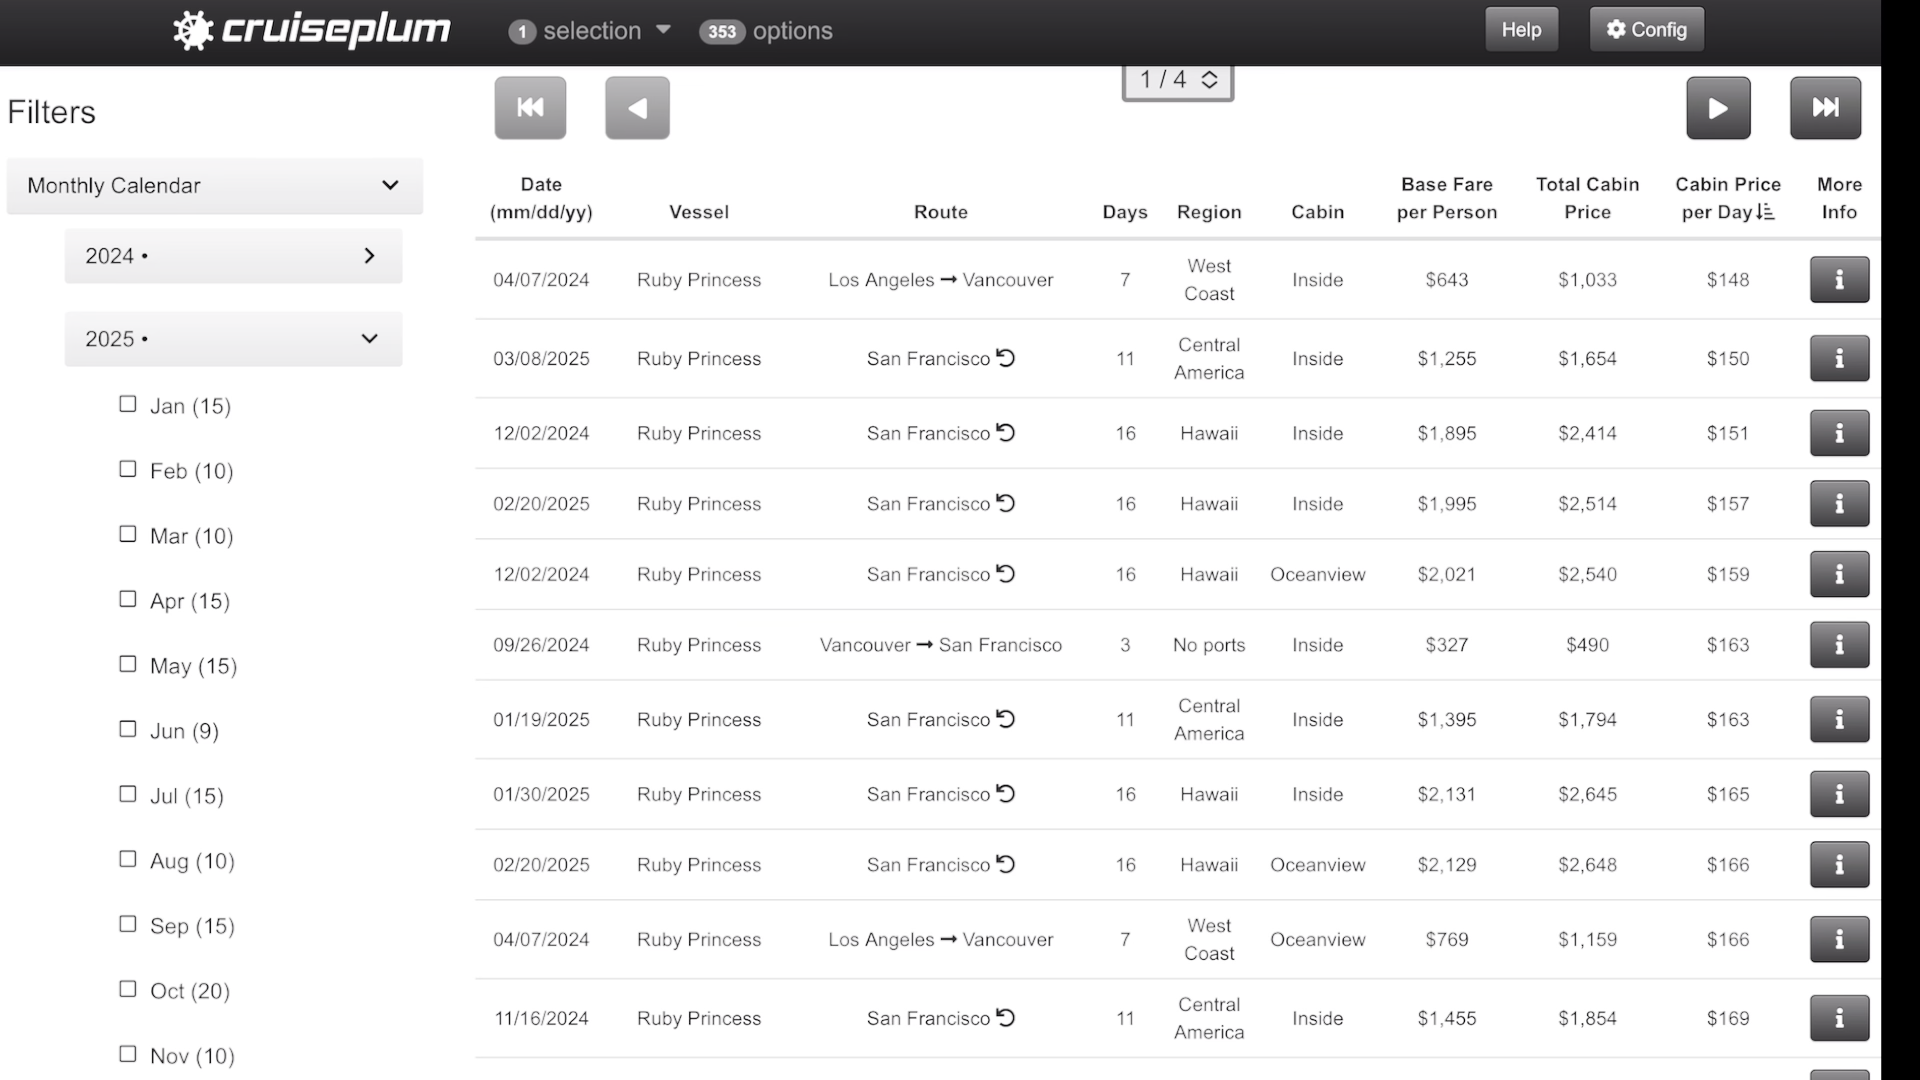 cruiseplum
1 selection
353 options
Help
Config
Filters
Monthly Calendar
2024 •
2025 •
Jan (15)
Feb (10)
Mar (10)
Apr (15)
May (15)
Jun (9)
Jul (15)
Aug (10)
Sep (15)
Oct (20)
Nov (10)
1 / 4
Date (mm/dd/yy) Vessel Route Days Region Cabin Base Fare per Person Total Cabin Price Cabin Price per Day More Info
04/07/2024 Ruby Princess Los Angeles → Vancouver 7 West Coast Inside $643 $1,033 $148
03/08/2025 Ruby Princess San Francisco 11 Central America Inside $1,255 $1,654 $150
12/02/2024 Ruby Princess San Francisco 16 Hawaii Inside $1,895 $2,414 $151
02/20/2025 Ruby Princess San Francisco 16 Hawaii Inside $1,995 $2,514 $157
12/02/2024 Ruby Princess San Francisco 16 Hawaii Oceanview $2,021 $2,540 $159
09/26/2024 Ruby Princess Vancouver → San Francisco 3 No ports Inside $327 $490 $163
01/19/2025 Ruby Princess San Francisco 11 Central America Inside $1,395 $1,794 $163
01/30/2025 Ruby Princess San Francisco 16 Hawaii Inside $2,131 $2,645 $165
02/20/2025 Ruby Princess San Francisco 16 Hawaii Oceanview $2,129 $2,648 $166
04/07/2024 Ruby Princess Los Angeles → Vancouver 7 West Coast Oceanview $769 $1,159 $166
11/16/2024 Ruby Princess San Francisco 11 Central America Inside $1,455 $1,854 $169